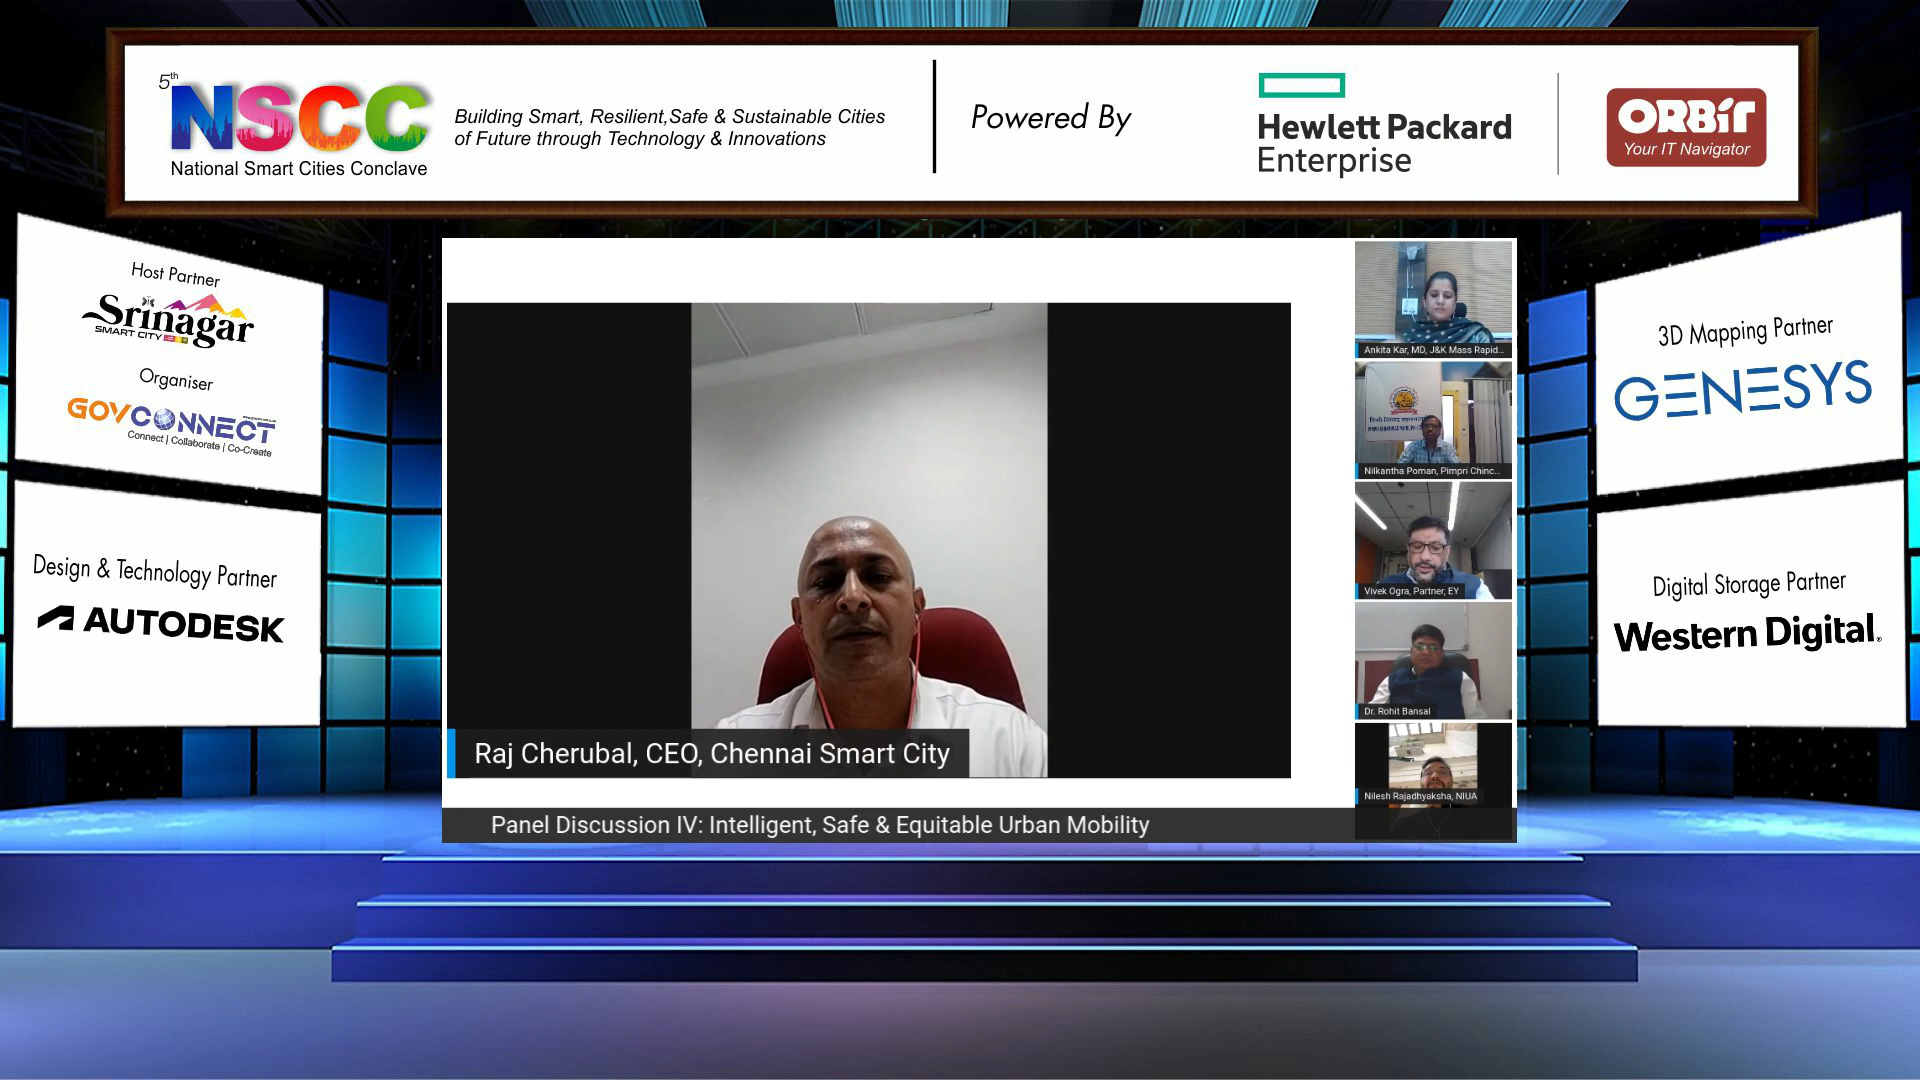 5th
NSCC
National Smart Cities Conclave
Building Smart, Resilient,Safe & Sustainable Cities
of Future through Technology & Innovations
Powered By
Hewlett Packard
Enterprise
ORBIT
Your IT Navigator
Host Partner
Srinagar
SMART CITY
Organiser
GOVCONNECT
Connect | Collaborate | Co-Create
Design & Technology Partner
AUTODESK
Raj Cherubal, CEO, Chennai Smart City
Panel Discussion IV: Intelligent, Safe & Equitable Urban Mobility
Ankita Kar, MD, J&K Mass Rapid...
Nilkantha Poman, Pimpri Chinc...
Vivek Ogra, Partner, EY
Dr. Rohit Bansal
Nilesh Rajadhyaksha, NIUA
3D Mapping Partner
GENESYS
Digital Storage Partner
Western Digital.